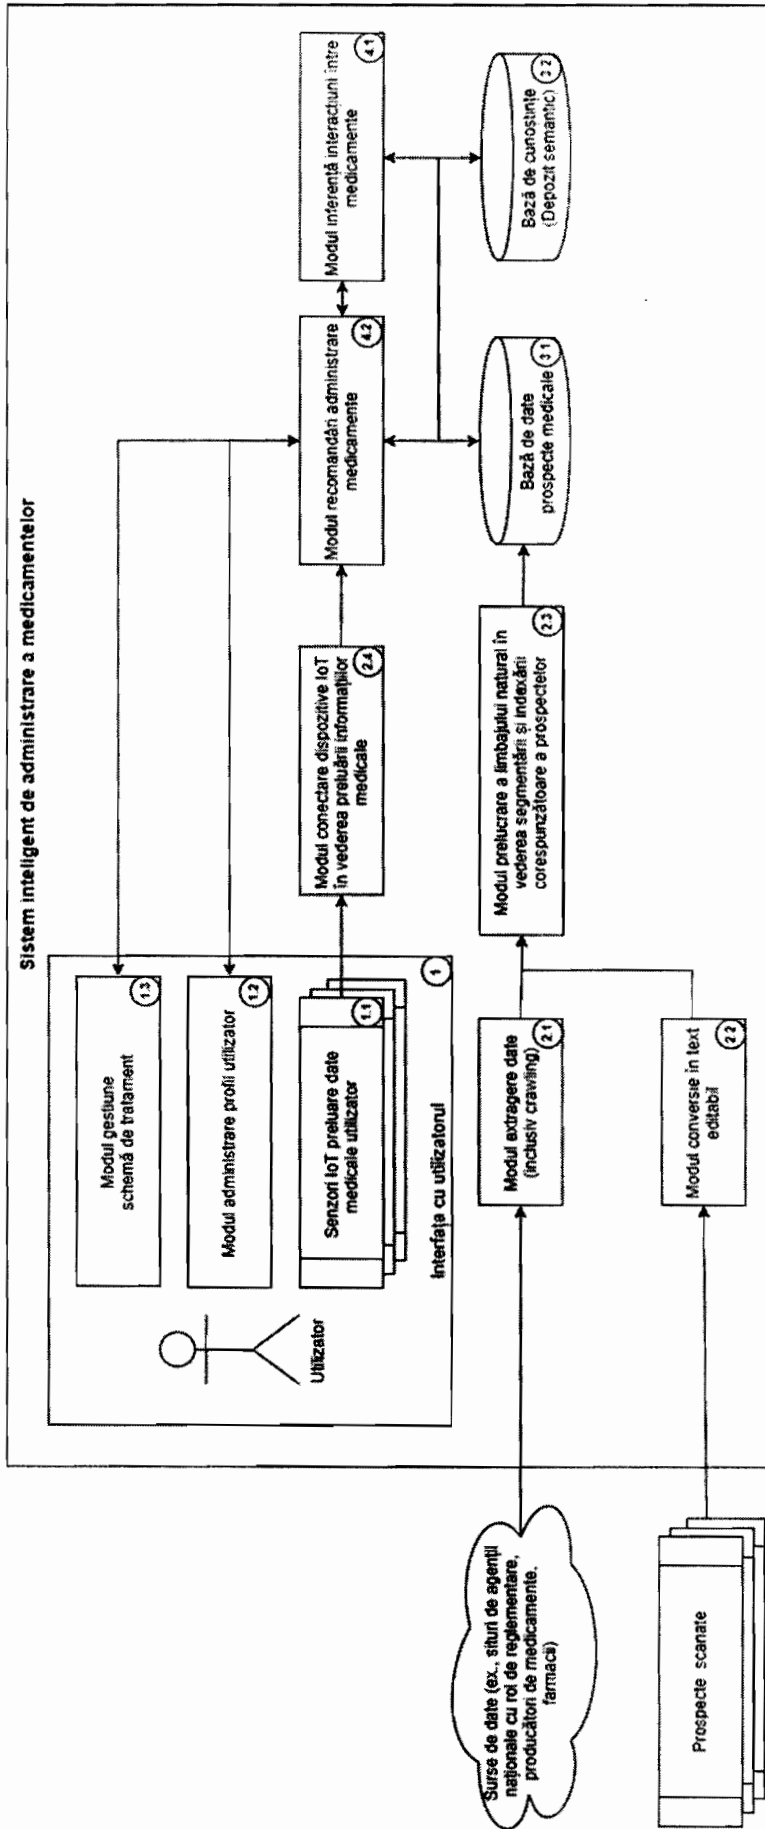 Sistem inteligent de administrare a medicamentelor
Modul gestiune
schemă de tratament
1.3
Modul administrare profil utilizator
1.2
Senzori IoT preluare date
medicale utilizator
1.1
Utilizator
Interfața cu utilizatorul
1
Modul conectare dispozitive IoT
în vederea preluării informațiilor
medicale
2.4
Modul recomandări administrare
medicamente
4.2
Modul inferență interacțiuni între
medicamente
4.1
Surse de date (ex., situri de agenții
naționale cu rol de reglementare,
producători de medicamente,
farmacii)
Modul extragere date
(inclusiv crawling)
2.1
Modul prelucrare a limbajului natural în
vederea segmentării și indexării
corespunzătoare a prospectelor
2.3
Bază de date
prospecte medicale
3.1
Bază de cunoștințe
(Depozit semantic)
3.2
Prospecte scanate
Modul conversie în text
editabil
2.2